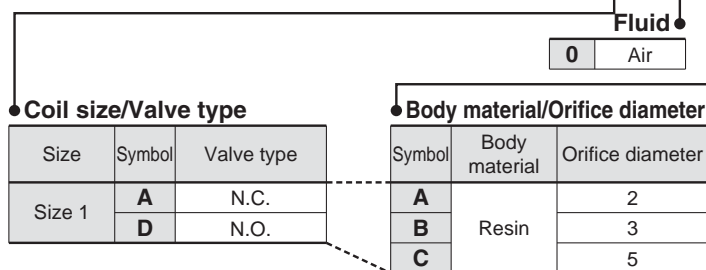 Fluid
0 Air
Coil size/Valve type
Body material/Orifice diameter
Size Symbol Valve type
Size 1 A N.C.
D N.O.
Symbol Body material Orifice diameter
A Resin 2
B 3
C 5